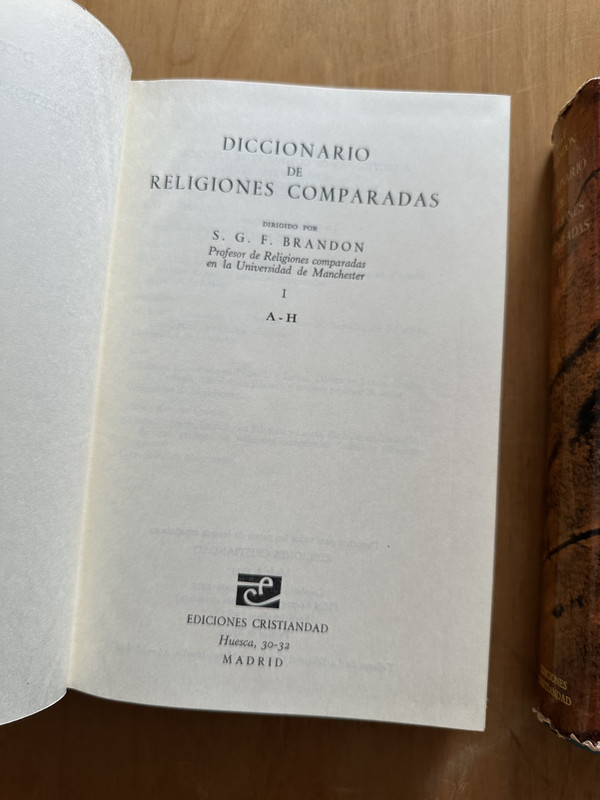 DICCIONARIO
DE
RELIGIONES COMPARADAS
DIRIGIDO POR
S. G. F. BRANDON
Profesor de Religiones comparadas
en la Universidad de Manchester
I
A-H
EDICIONES CRISTIANDAD
Huesca, 30-32
MADRID